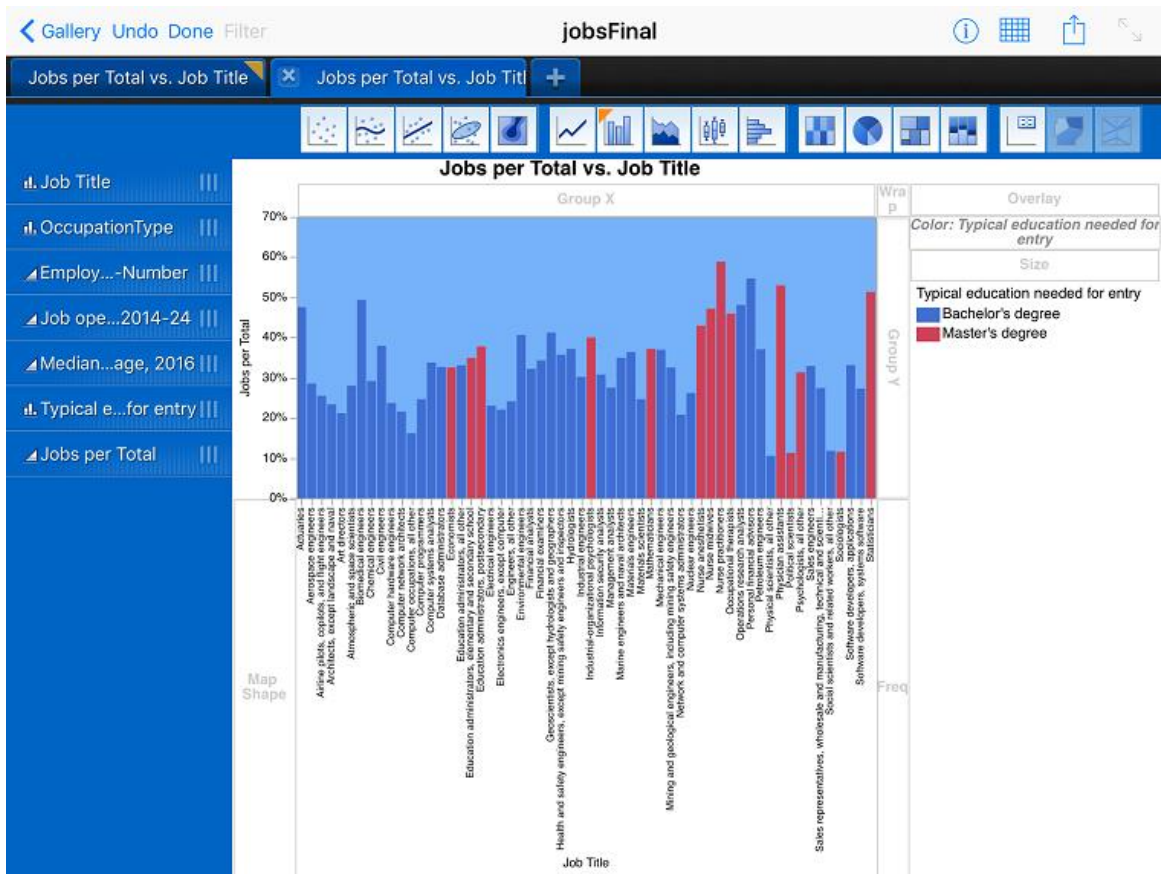 Gallery Undo Done Filter
jobsFinal
Jobs per Total vs. Job Title
Jobs per Total vs. Job Titl
Job Title
OccupationType
Employ...-Number
Job ope...2014-24
Median...age, 2016
Typical e...for entry
Jobs per Total
Jobs per Total vs. Job Title
Group X
Wra
p
Overlay
Color: Typical education needed for
entry
Size
Typical education needed for entry
Bachelor's degree
Master's degree
Group Y
Freq
Map
Shape
Jobs per Total
70%
60%
50%
40%
30%
20%
10%
0%
Actuaries
Aerospace engineers
Airline pilots, copilots, and flight engineers
Architects, except landscape and naval
Art directors
Atmospheric and space scientists
Biomedical engineers
Chemical engineers
Civil engineers
Computer hardware engineers
Computer network architects
Computer occupations, all other
Computer programmers
Computer systems analysts
Database administrators
Economists
Education administrators, all other
Education administrators, elementary and secondary school
Education administrators, postsecondary
Electrical engineers
Electronics engineers, except computer
Engineers, all other
Environmental engineers
Financial analysts
Financial examiners
Geoscientists, except hydrologists and geographers
Health and safety engineers, except mining safety engineers and inspectors
Hydrologists
Industrial engineers
Industrial-organizational psychologists
Information security analysts
Management analysts
Marine engineers and naval architects
Materials engineers
Materials scientists
Mathematicians
Mechanical engineers
Mining and geological engineers, including mining safety engineers
Network and computer systems administrators
Nuclear engineers
Nurse anesthetists
Nurse midwives
Nurse practitioners
Occupational therapists
Operations research analysts
Personal financial advisors
Petroleum engineers
Physical scientists, all other
Physician assistants
Political scientists
Psychologists, all other
Sales engineers
Sales representatives, wholesale and manufacturing, technical and scienti...
Social scientists and related workers, all other
Sociologists
Software developers, applications
Software developers, systems software
Statisticians
Job Title